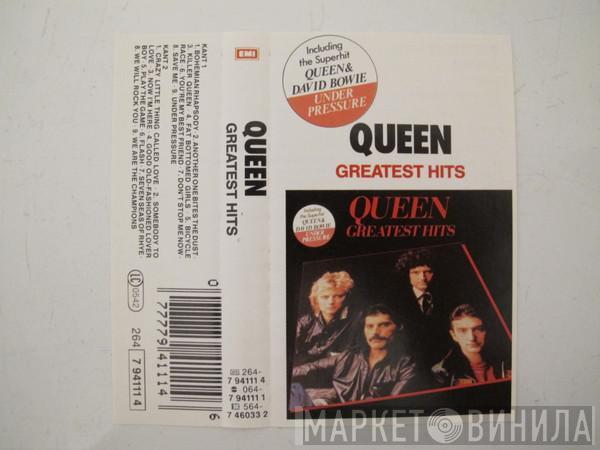 KANT 1
1. BOHEMIAN RHAPSODY · 2. ANOTHER ONE BITES THE DUST·
3. KILLER QUEEN · 4. FAT BOTTOMED GIRLS · 5. BICYCLE
RACE · 6. YOU'RE MY BEST FRIEND · 7. DON'T STOP ME NOW·
8. SAVE ME · 9. UNDER PRESSURE
KANT 2
1. CRAZY LITTLE THING CALLED LOVE · 2. SOMEBODY TO
LOVE · 3. NOW I'M HERE · 4. GOOD OLD-FASHIONED LOVER
BOY · 5. PLAY THE GAME · 6. FLASH · 7. SEVEN SEAS OF RHYE·
8. WE WILL ROCK YOU · 9. WE ARE THE CHAMPIONS
LC 0542
264
7 94111 4
0 77779 41114 6
EMI
QUEEN
GREATEST HITS
264-
7 94111 4
064-
7 94111 1
564-
7 46033 2
Including
the Superhit
QUEEN &
DAVID BOWIE
UNDER
PRESSURE
QUEEN
GREATEST HITS
QUEEN
GREATEST HITS
Including
the Superhit
QUEEN &
DAVID BOWIE
UNDER
PRESSURE
МАРКЕТ ВИНИЛА